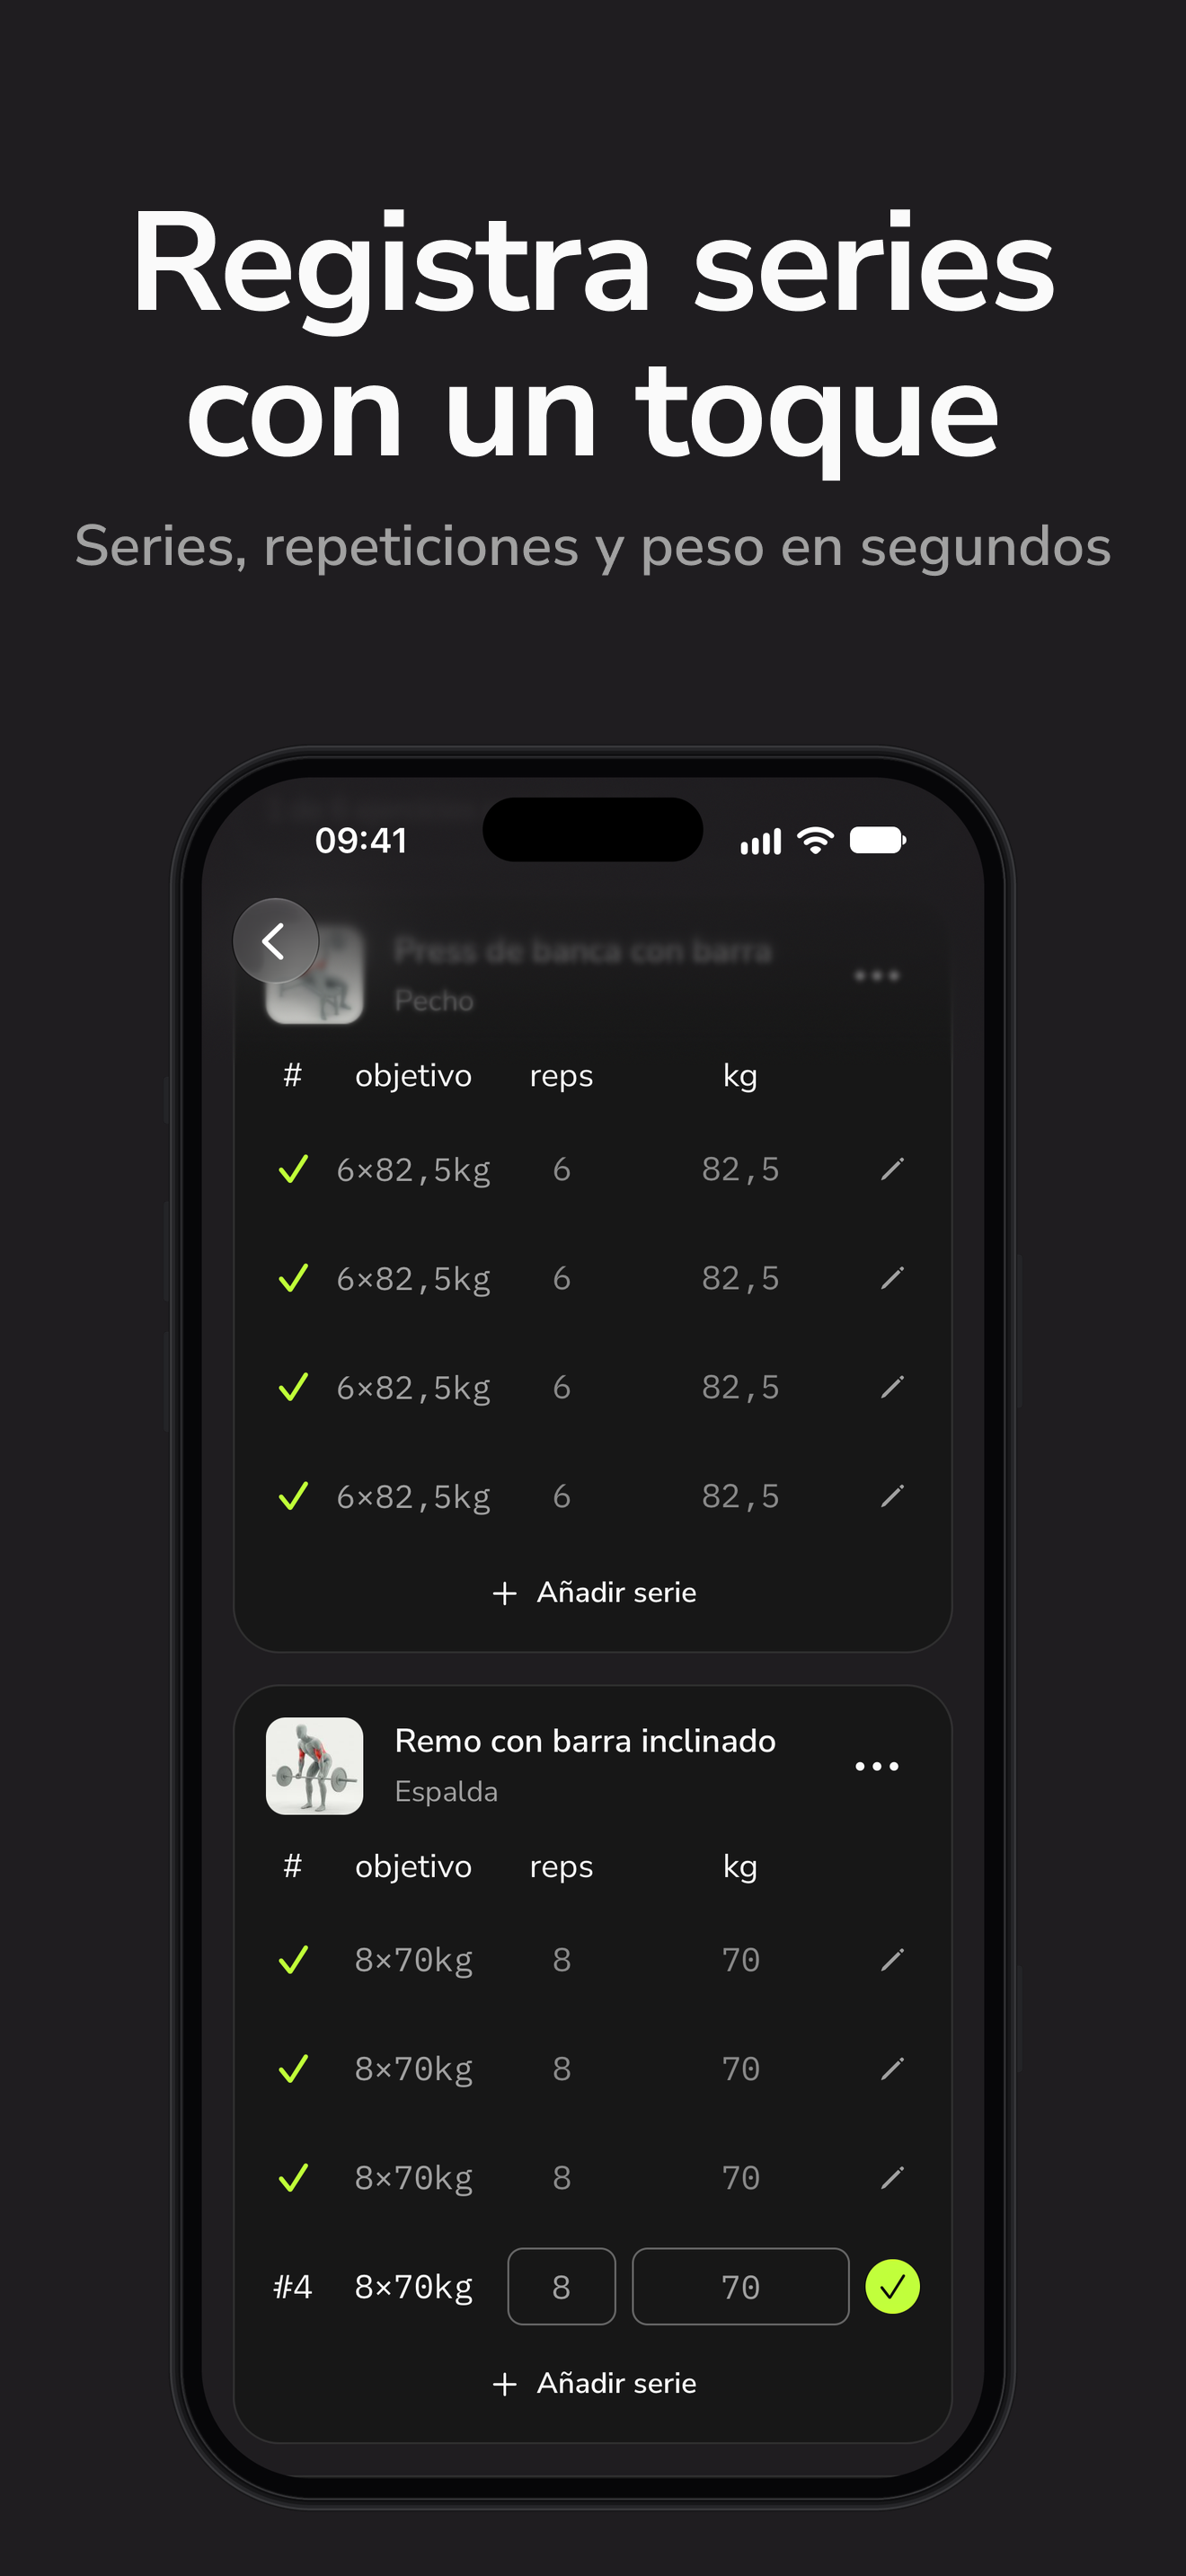 Registra series
con un toque
Series, repeticiones y peso en segundos
09:41
Press de banca con barra
Pecho
# objetivo reps kg
6×82,5kg 6 82,5
6×82,5kg 6 82,5
6×82,5kg 6 82,5
6×82,5kg 6 82,5
+ Añadir serie
Remo con barra inclinado
Espalda
# objetivo reps kg
8×70kg 8 70
8×70kg 8 70
8×70kg 8 70
#4 8×70kg 8 70
+ Añadir serie